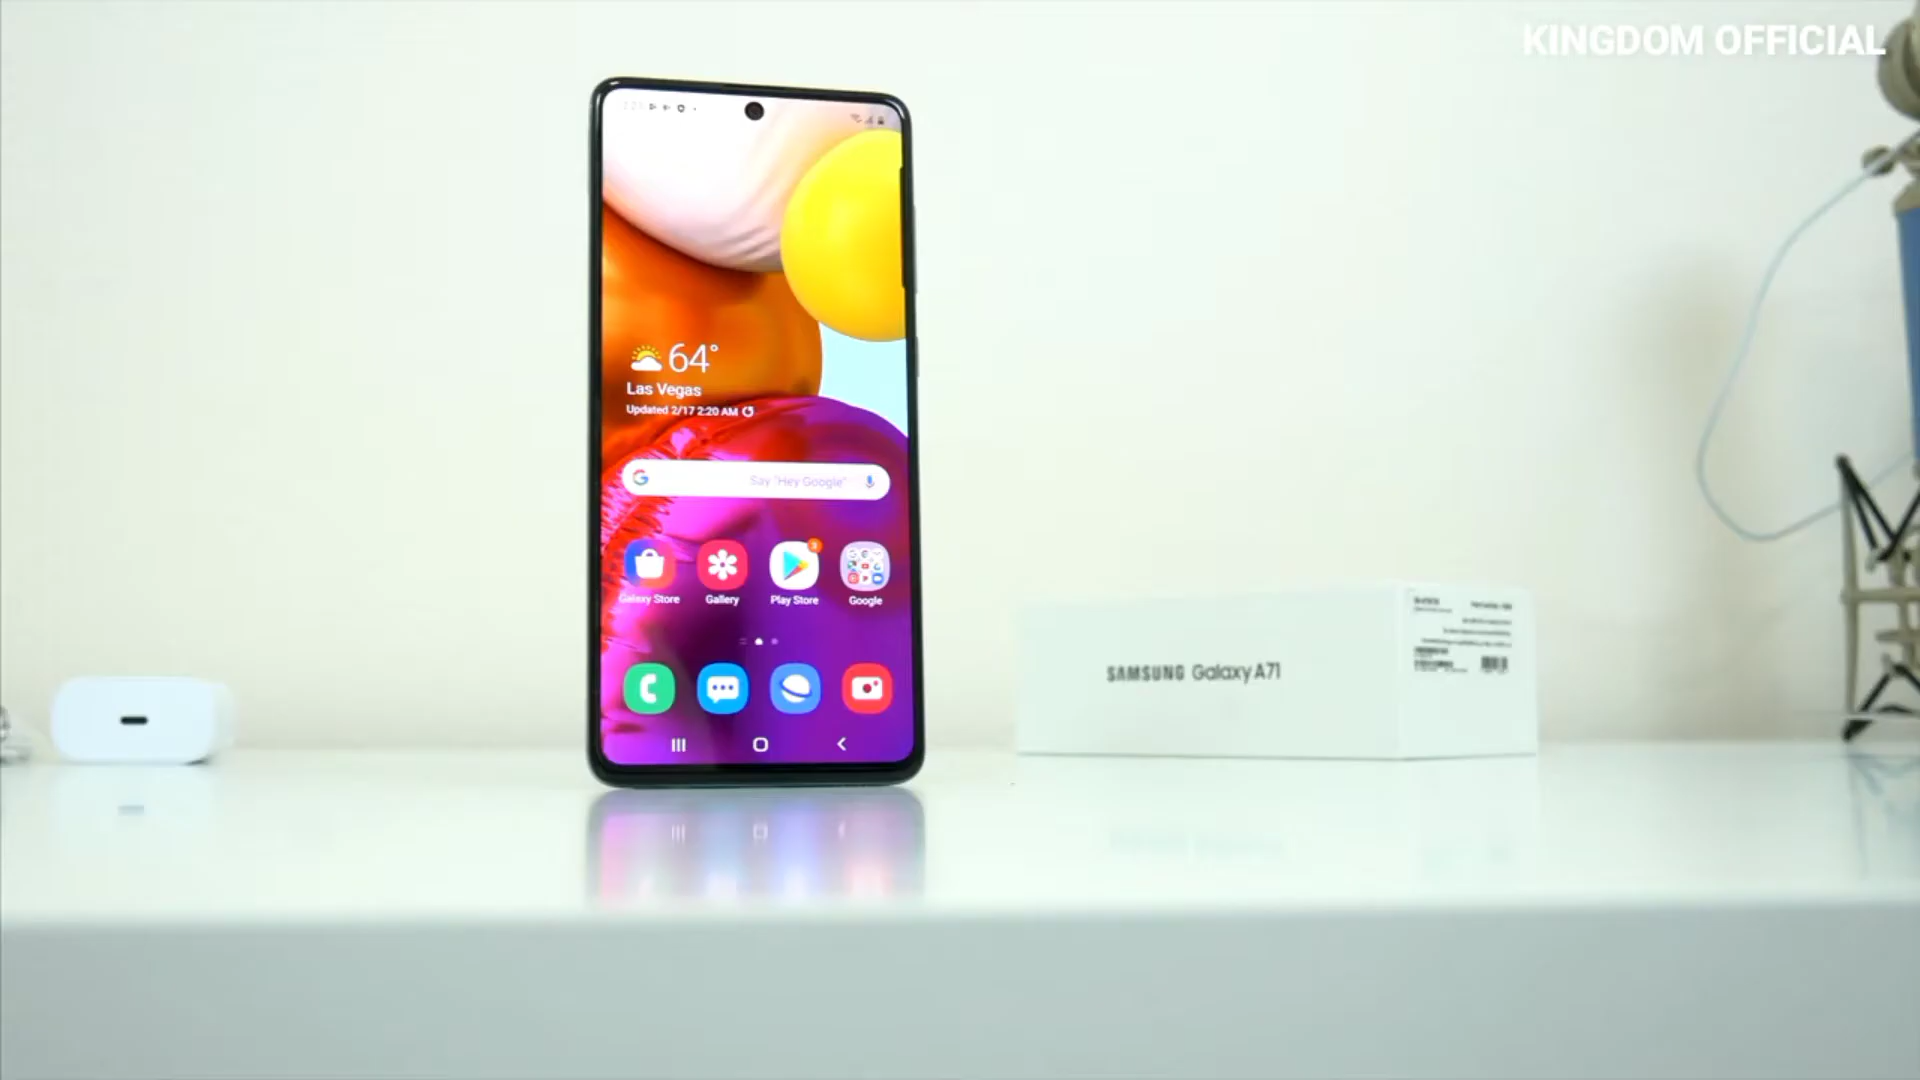 KINGDOM OFFICIAL
64°
Las Vegas
Updated 2/17 2:20 AM
Say "Hey Google"
Galaxy Store
Gallery
Play Store
Google
SAMSUNG Galaxy A71